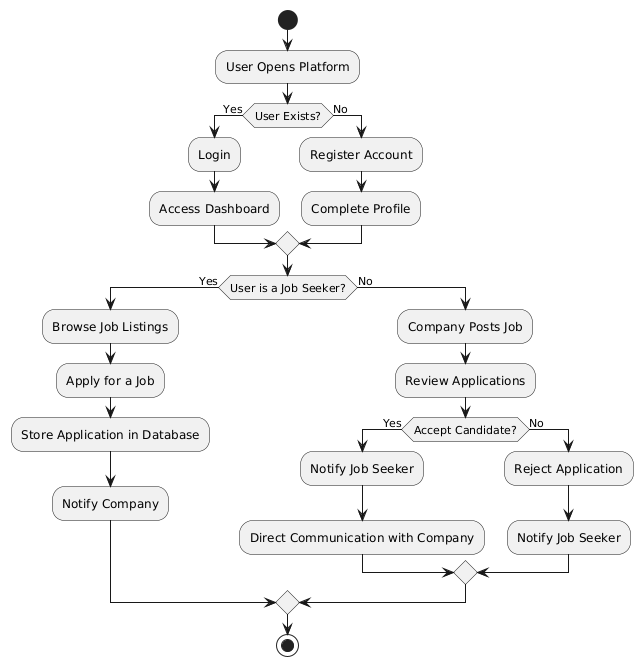 User Opens Platform
Yes
User Exists?
No
Login
Register Account
Access Dashboard
Complete Profile
Yes
User is a Job Seeker?
No
Browse Job Listings
Company Posts Job
Apply for a Job
Review Applications
Store Application in Database
Yes
Accept Candidate?
No
Notify Job Seeker
Reject Application
Notify Company
Direct Communication with Company
Notify Job Seeker